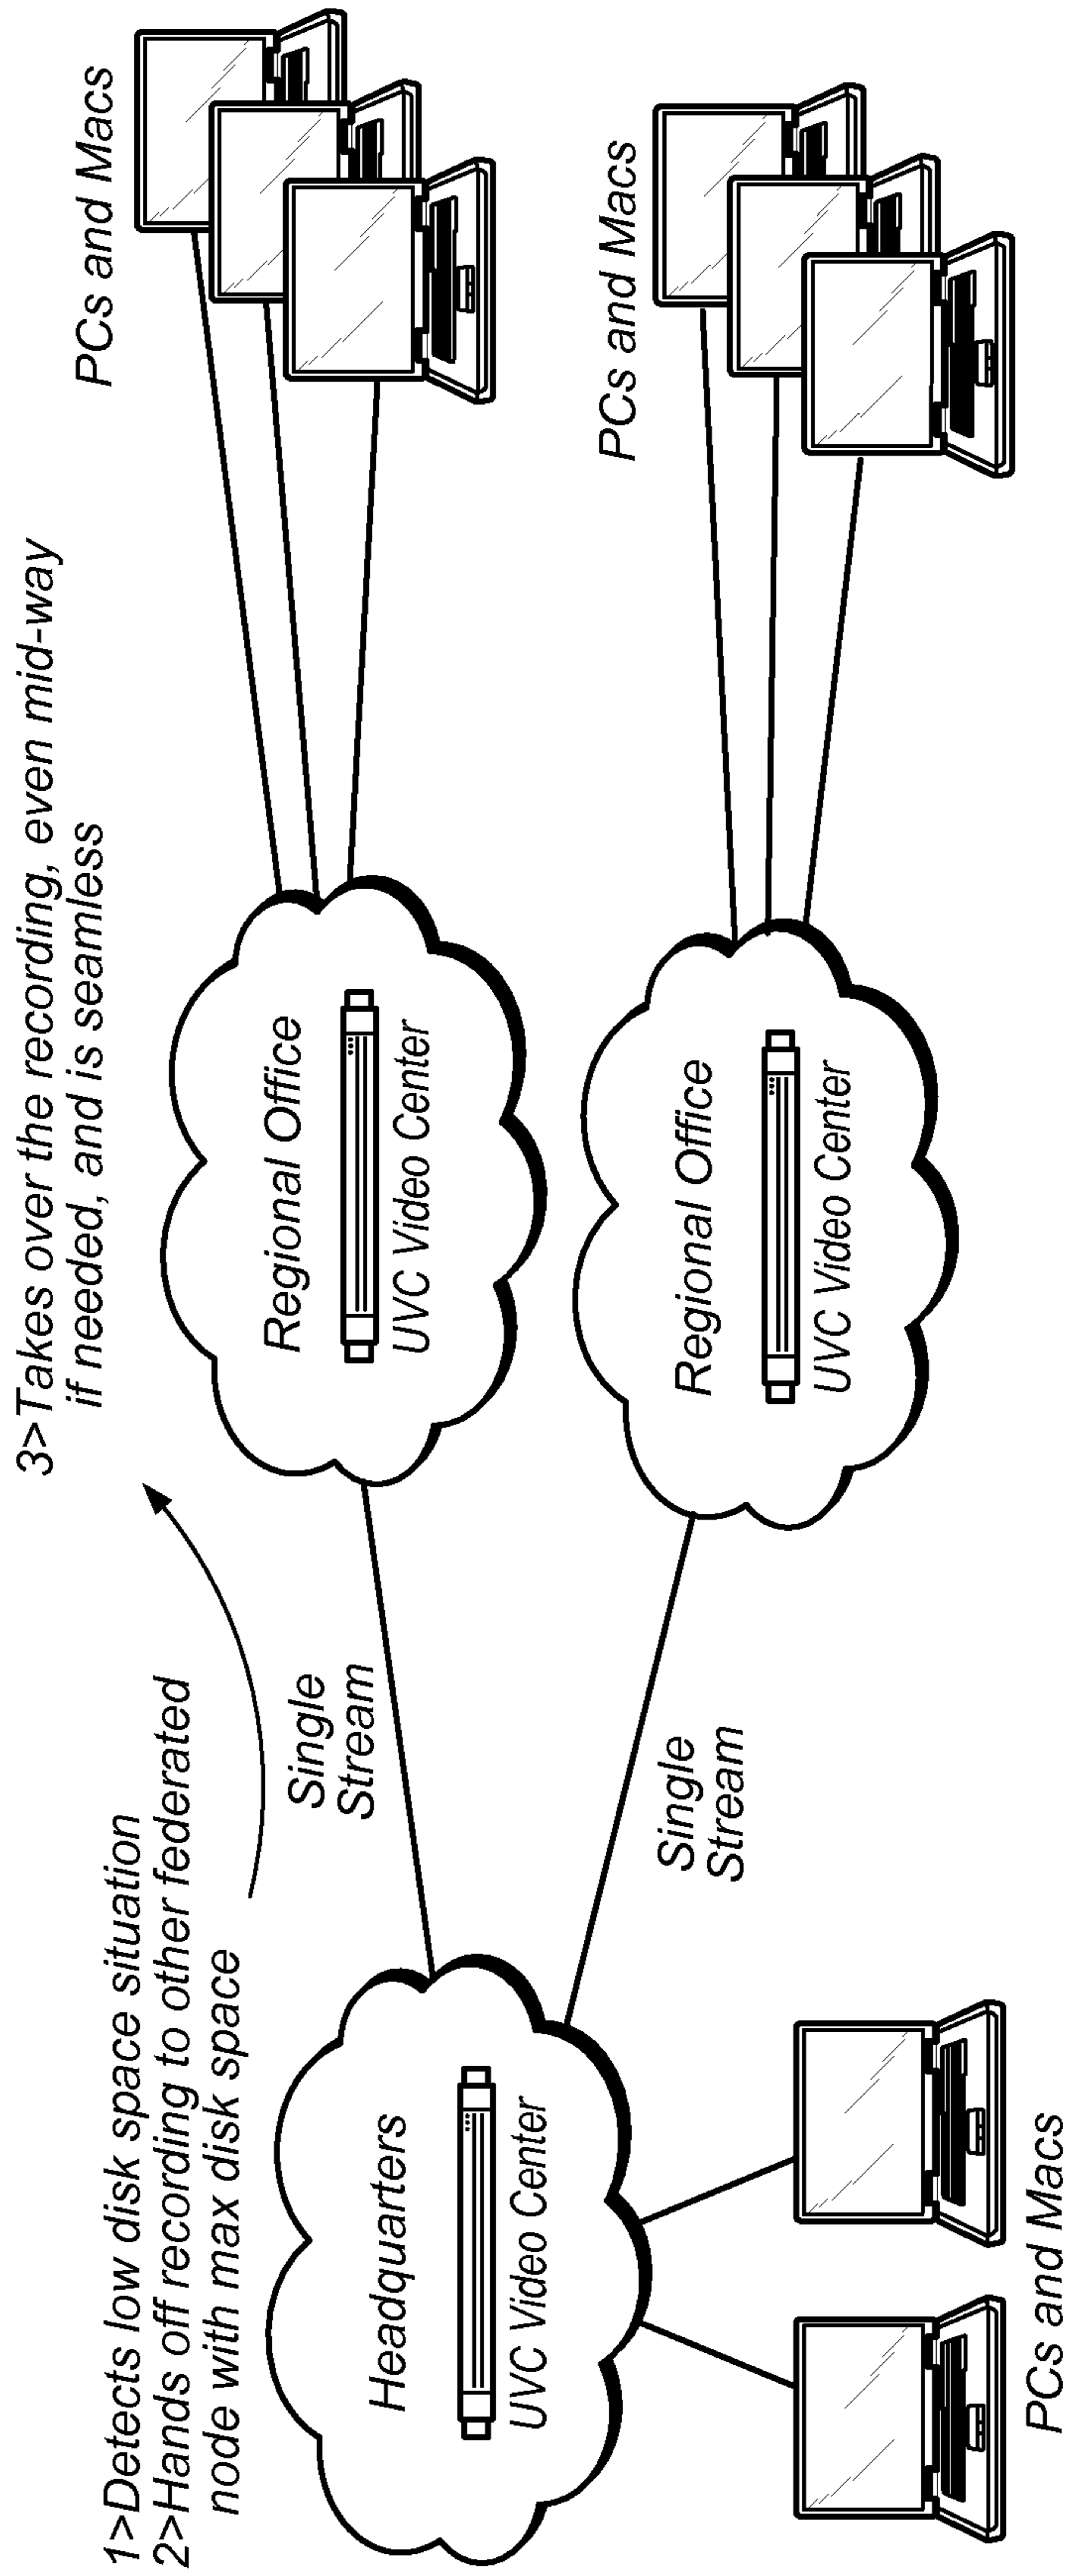 1>Detects low disk space situation
2>Hands off recording to other federated
node with max disk space
3>Takes over the recording, even mid-way
if needed, and is seamless
Headquarters
UVC Video Center
PCs and Macs
Single
Stream
Single
Stream
Regional Office
UVC Video Center
PCs and Macs
Regional Office
UVC Video Center
PCs and Macs